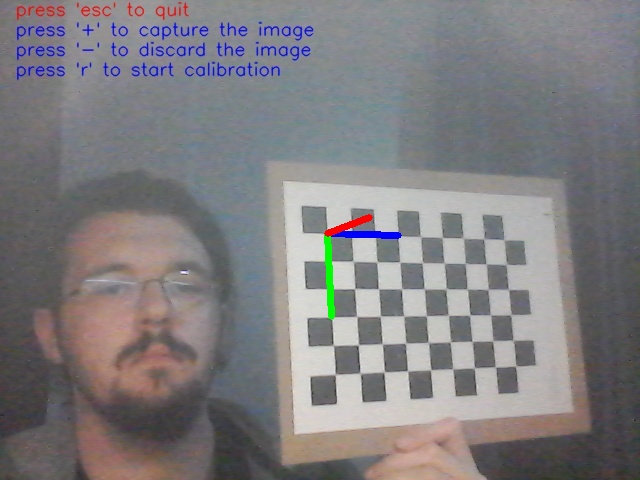 press 'esc' to quit
press '+' to capture the image
press '-' to discard the image
press 'r' to start calibration